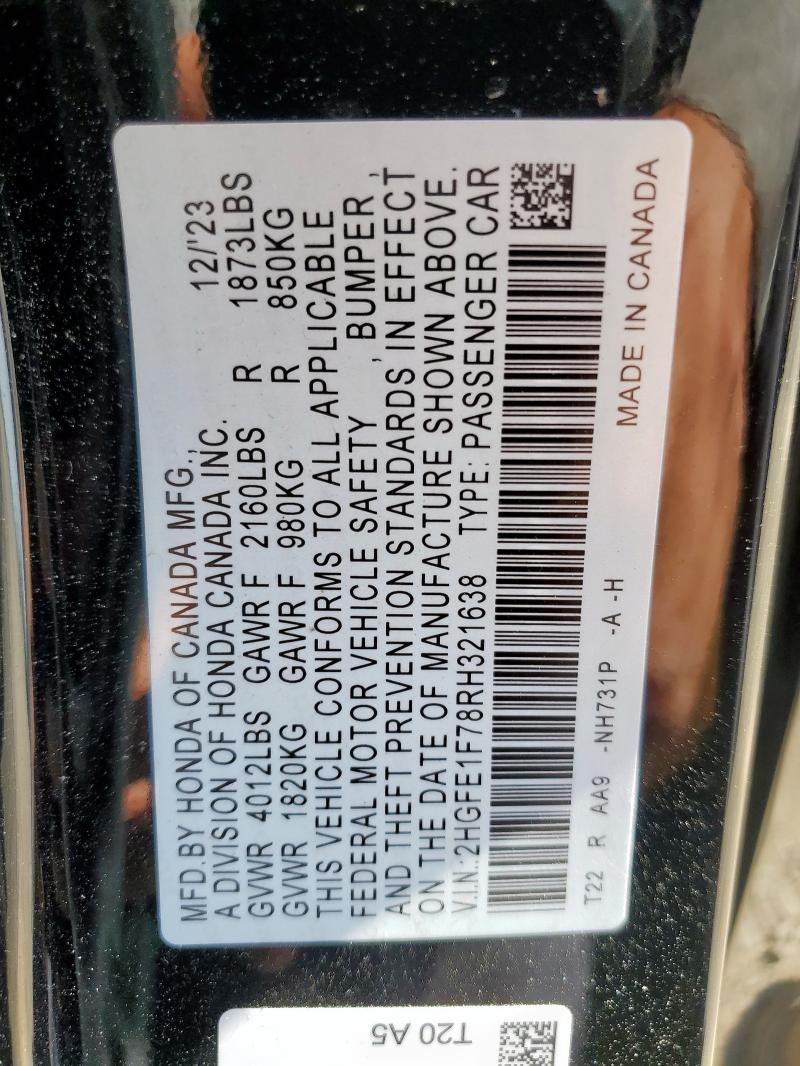 MFD. BY HONDA OF CANADA MFG., 12/'23
A DIVISION OF HONDA CANADA INC.
GVWR 4012LBS GAWR F 2160LBS R 1873LBS
GVWR 1820KG GAWR F 980KG R 850KG
THIS VEHICLE CONFORMS TO ALL APPLICABLE
FEDERAL MOTOR VEHICLE SAFETY , BUMPER ,
AND THEFT PREVENTION STANDARDS IN EFFECT
ON THE DATE OF MANUFACTURE SHOWN ABOVE.
V.I.N.: 2HGFE1F78RH321638 TYPE: PASSENGER CAR
T22 R AA9 -NH731P -A -H
MADE IN CANADA
T20 A5